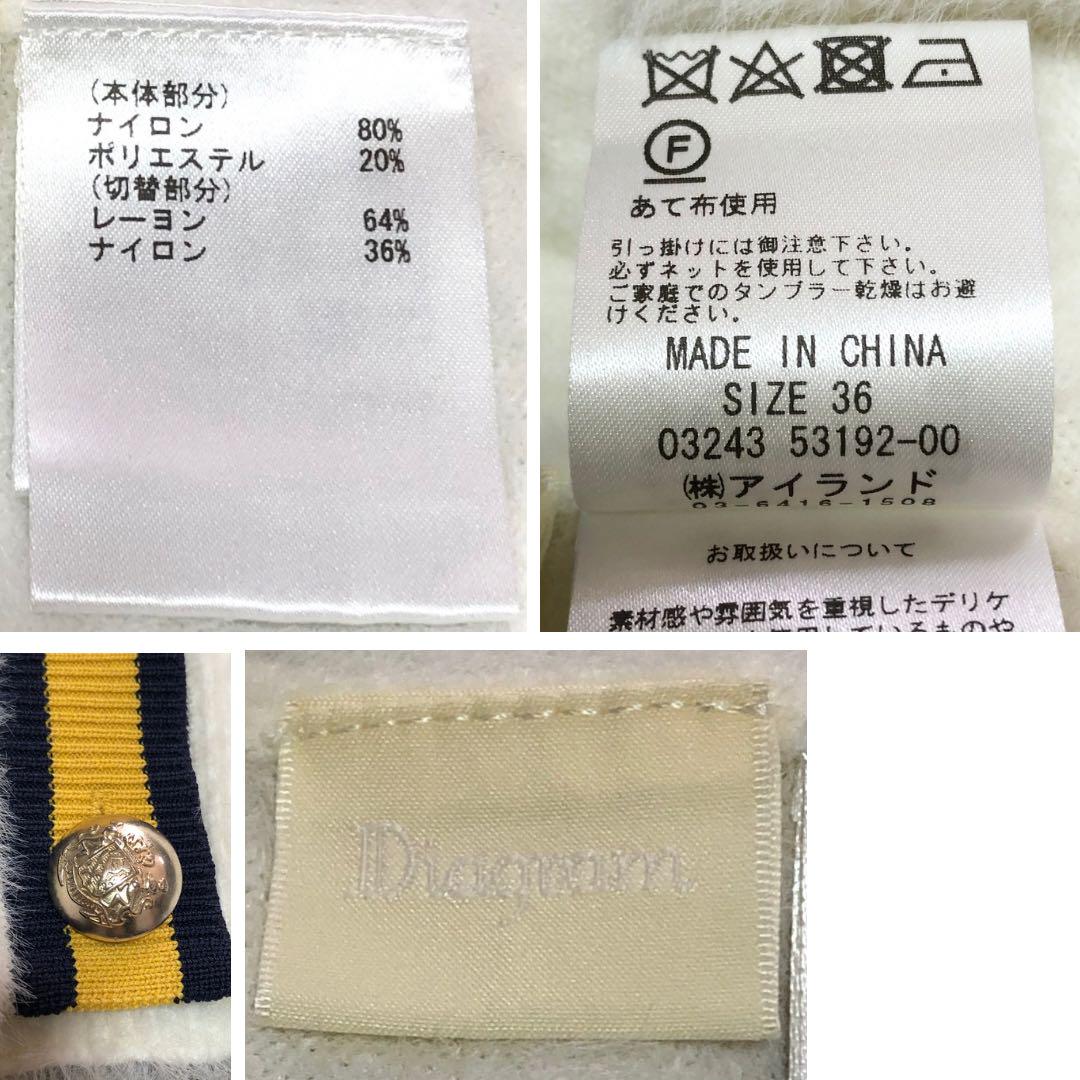 (本体部分)
ナイロン 80%
ポリエステル 20%
(切替部分)
レーヨン 64%
ナイロン 36%
F
あて布使用
引っ掛けには御注意下さい。
必ずネットを使用して下さい。
ご家庭でのタンブラー乾燥はお避
けください。
MADE IN CHINA
SIZE 36
03243 53192-00
(株)アイランド
03-6416-1508
お取扱いについて
素材感や雰囲気を重視したデリケ
Diagram